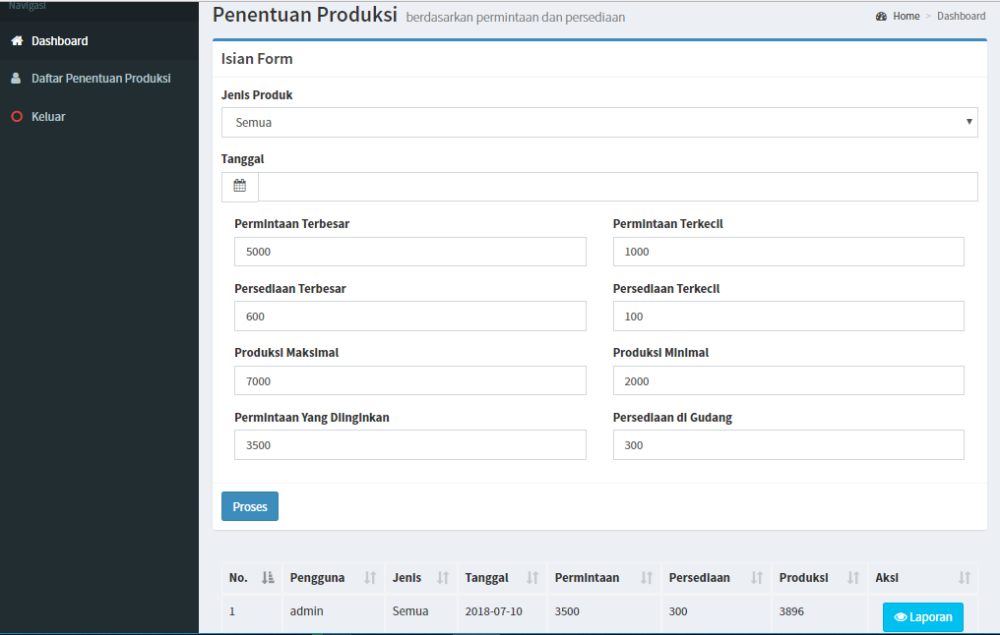 Navigasi
Dashboard
Daftar Penentuan Produksi
Keluar
Penentuan Produksi berdasarkan permintaan dan persediaan
Home > Dashboard
Isian Form
Jenis Produk
Semua
Tanggal
Permintaan Terbesar Permintaan Terkecil
5000 1000
Persediaan Terbesar Persediaan Terkecil
600 100
Produksi Maksimal Produksi Minimal
7000 2000
Permintaan Yang Diinginkan Persediaan di Gudang
3500 300
Proses
No. Pengguna Jenis Tanggal Permintaan Persediaan Produksi Aksi
1 admin Semua 2018-07-10 3500 300 3896 Laporan